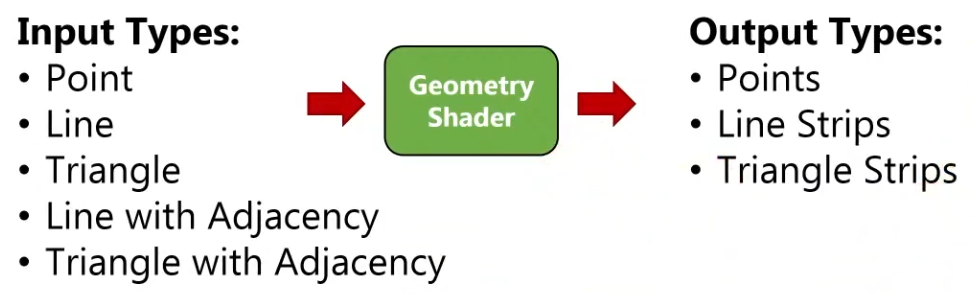 Input Types:
• Point
• Line
• Triangle
• Line with Adjacency
• Triangle with Adjacency
Geometry
Shader
Output Types:
• Points
• Line Strips
• Triangle Strips